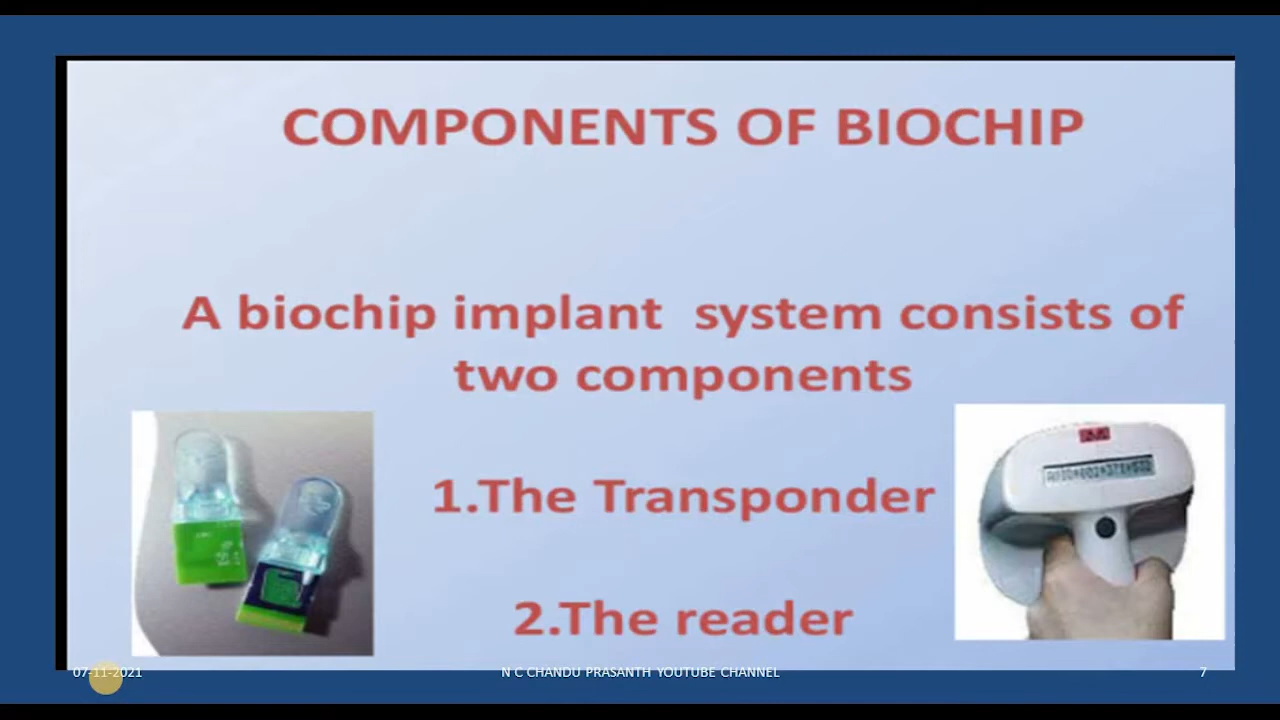 COMPONENTS OF BIOCHIP
A biochip implant system consists of
two components
1.The Transponder
2.The reader
07-11-2021
N C CHANDU PRASANTH YOUTUBE CHANNEL
7